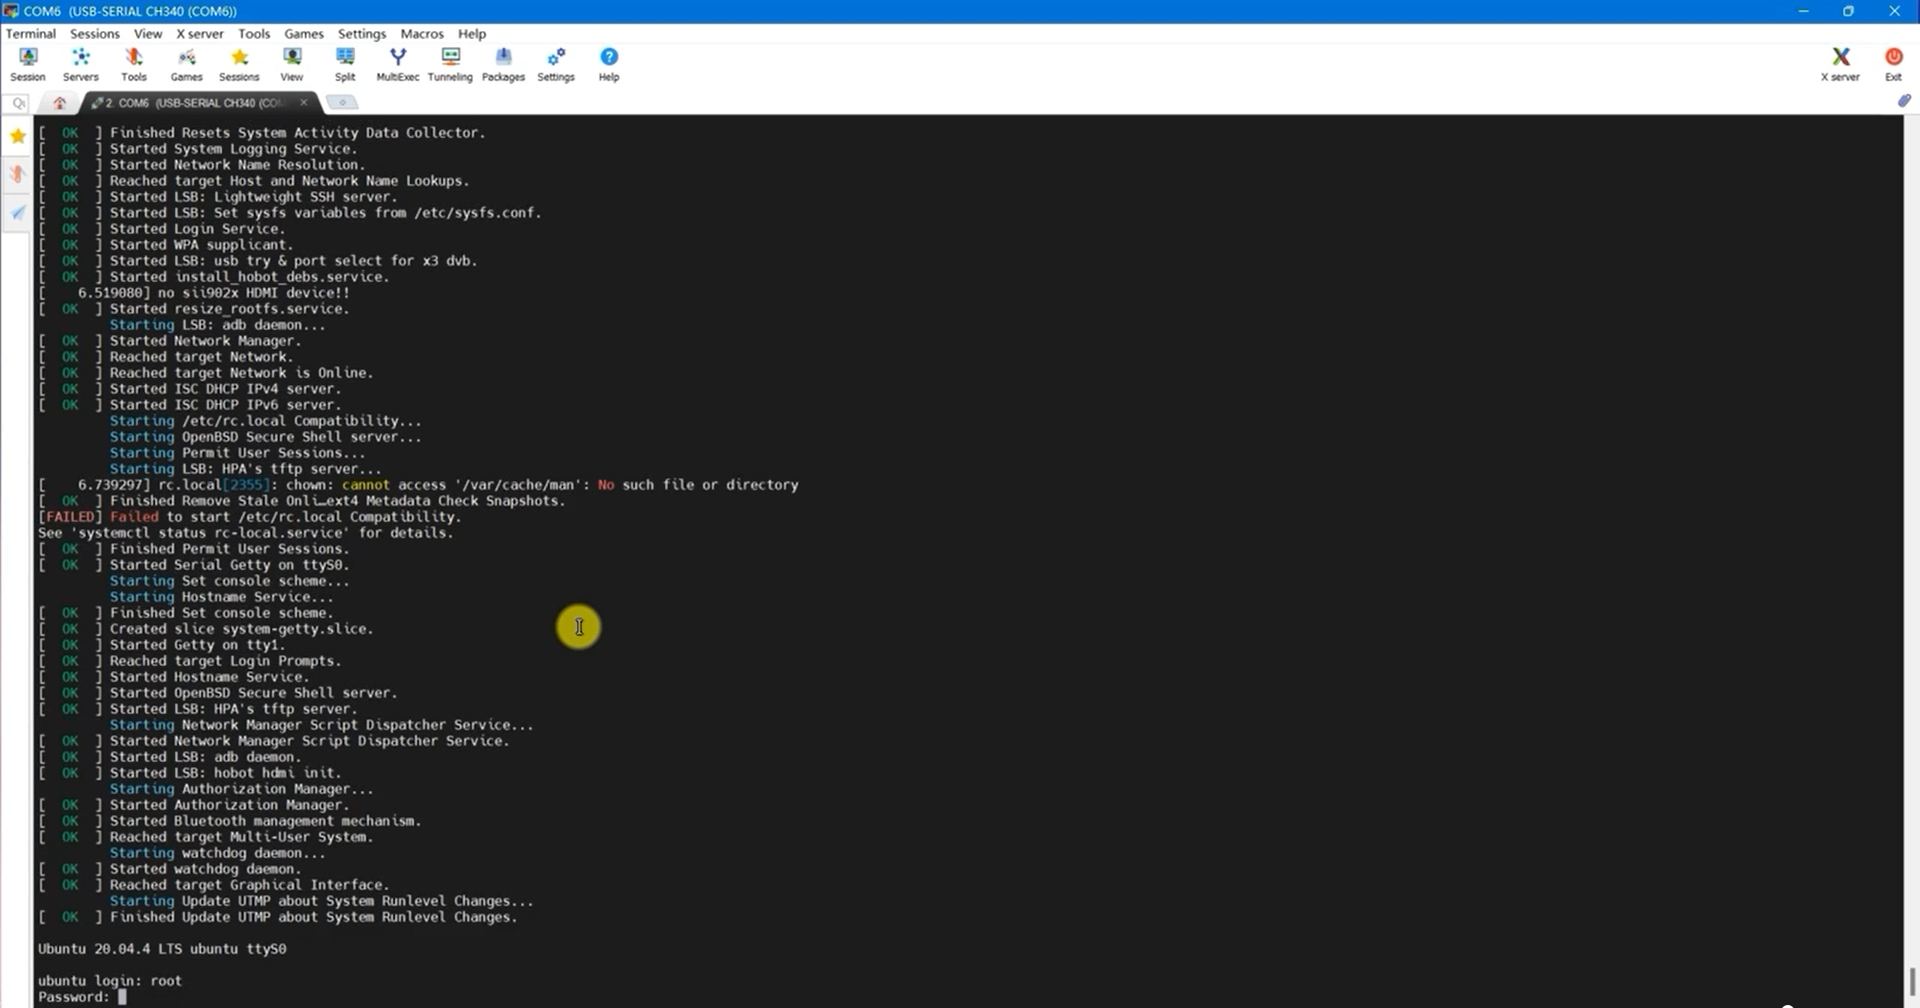 COM6 (USB-SERIAL CH340 (COM6))
Terminal Sessions View X server Tools Games Settings Macros Help
Session Servers Tools Games Sessions View Split MultiExec Tunneling Packages Settings Help X server Exit
2. COM6 (USB-SERIAL CH340 (CO
[ OK ] Finished Resets System Activity Data Collector.
[ OK ] Started System Logging Service.
[ OK ] Started Network Name Resolution.
[ OK ] Reached target Host and Network Name Lookups.
[ OK ] Started LSB: Lightweight SSH server.
[ OK ] Started LSB: Set sysfs variables from /etc/sysfs.conf.
[ OK ] Started Login Service.
[ OK ] Started WPA supplicant.
[ OK ] Started LSB: usb try & port select for x3 dvb.
[ OK ] Started install_hobot_debs.service.
[ 6.519080] no sii902x HDMI device!!
[ OK ] Started resize_rootfs.service.
Starting LSB: adb daemon...
[ OK ] Started Network Manager.
[ OK ] Reached target Network.
[ OK ] Reached target Network is Online.
[ OK ] Started ISC DHCP IPv4 server.
[ OK ] Started ISC DHCP IPv6 server.
Starting /etc/rc.local Compatibility...
Starting OpenBSD Secure Shell server...
Starting Permit User Sessions...
Starting LSB: HPA's tftp server...
[ 6.739297] rc.local[2355]: chown: cannot access '/var/cache/man': No such file or directory
[ OK ] Finished Remove Stale Onli…ext4 Metadata Check Snapshots.
[FAILED] Failed to start /etc/rc.local Compatibility.
See 'systemctl status rc-local.service' for details.
[ OK ] Finished Permit User Sessions.
[ OK ] Started Serial Getty on ttyS0.
Starting Set console scheme...
Starting Hostname Service...
[ OK ] Finished Set console scheme.
[ OK ] Created slice system-getty.slice.
[ OK ] Started Getty on tty1.
[ OK ] Reached target Login Prompts.
[ OK ] Started Hostname Service.
[ OK ] Started OpenBSD Secure Shell server.
[ OK ] Started LSB: HPA's tftp server.
Starting Network Manager Script Dispatcher Service...
[ OK ] Started Network Manager Script Dispatcher Service.
[ OK ] Started LSB: adb daemon.
[ OK ] Started LSB: hobot hdmi init.
Starting Authorization Manager...
[ OK ] Started Authorization Manager.
[ OK ] Started Bluetooth management mechanism.
[ OK ] Reached target Multi-User System.
Starting watchdog daemon...
[ OK ] Started watchdog daemon.
[ OK ] Reached target Graphical Interface.
Starting Update UTMP about System Runlevel Changes...
[ OK ] Finished Update UTMP about System Runlevel Changes.
Ubuntu 20.04.4 LTS ubuntu ttyS0
ubuntu login: root
Password: